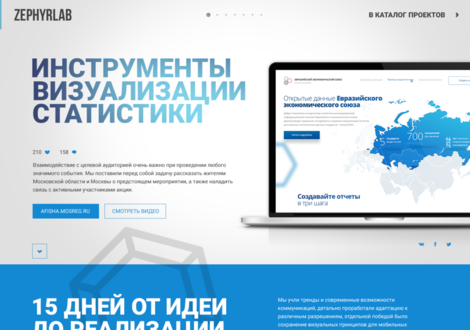 ZEPHYRLAB
В КАТАЛОГ ПРОЕКТОВ
ИНСТРУМЕНТЫ
ВИЗУАЛИЗАЦИИ
СТАТИСТИКИ
210
158
Взаимодействие с целевой аудиторией очень важно при проведении любого
значимого события. Мы поставили перед собой задачу рассказать жителям
Московской области и Москвы о предстоящем мероприятии, а также наладить
связь с активными участниками акции.
AFISHA.MOSREG.RU
СМОТРЕТЬ ВИДЕО
Открытые данные Евразийского
экономического союза
700
Создавайте отчеты
в три шага
15 ДНЕЙ ОТ ИДЕИ
ДО РЕАЛИЗАЦИИ
Мы учли тренды и современные возможности
коммуникаций, детально проработали адаптацию к
различным разрешениям, отдельной победой было
сохранение визуальных принципов для мобильных